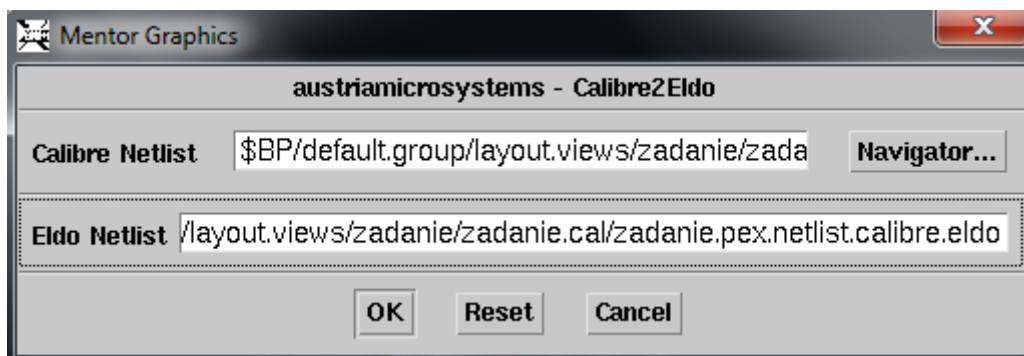 Mentor Graphics
austriamicrosystems - Calibre2Eldo
Calibre Netlist $BP/default.group/layout.views/zadanie/zada Navigator...
Eldo Netlist /layout.views/zadanie/zadanie.cal/zadanie.pex.netlist.calibre.eldo
OK Reset Cancel